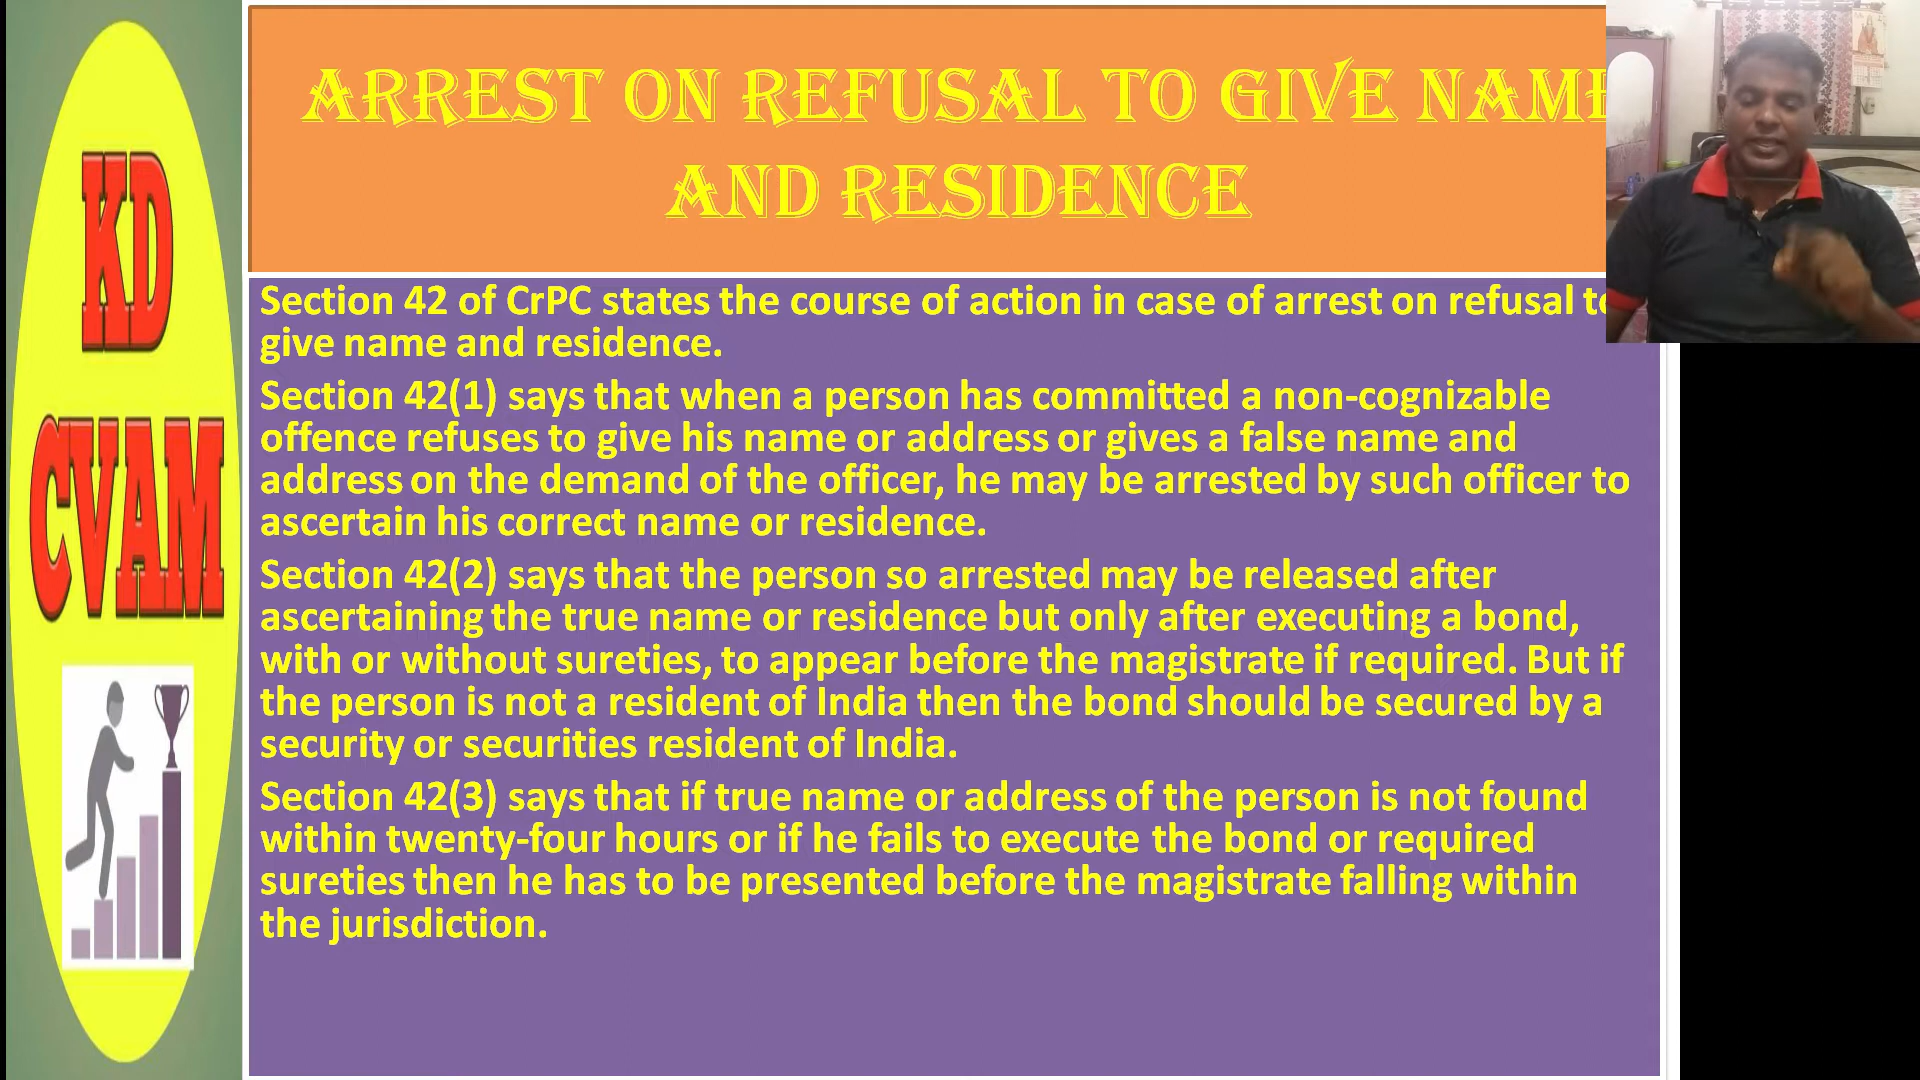 KD
CVAM
ARREST ON REFUSAL TO GIVE NAME
AND RESIDENCE
Section 42 of CrPC states the course of action in case of arrest on refusal to
give name and residence.
Section 42(1) says that when a person has committed a non-cognizable
offence refuses to give his name or address or gives a false name and
address on the demand of the officer, he may be arrested by such officer to
ascertain his correct name or residence.
Section 42(2) says that the person so arrested may be released after
ascertaining the true name or residence but only after executing a bond,
with or without sureties, to appear before the magistrate if required. But if
the person is not a resident of India then the bond should be secured by a
security or securities resident of India.
Section 42(3) says that if true name or address of the person is not found
within twenty-four hours or if he fails to execute the bond or required
sureties then he has to be presented before the magistrate falling within
the jurisdiction.